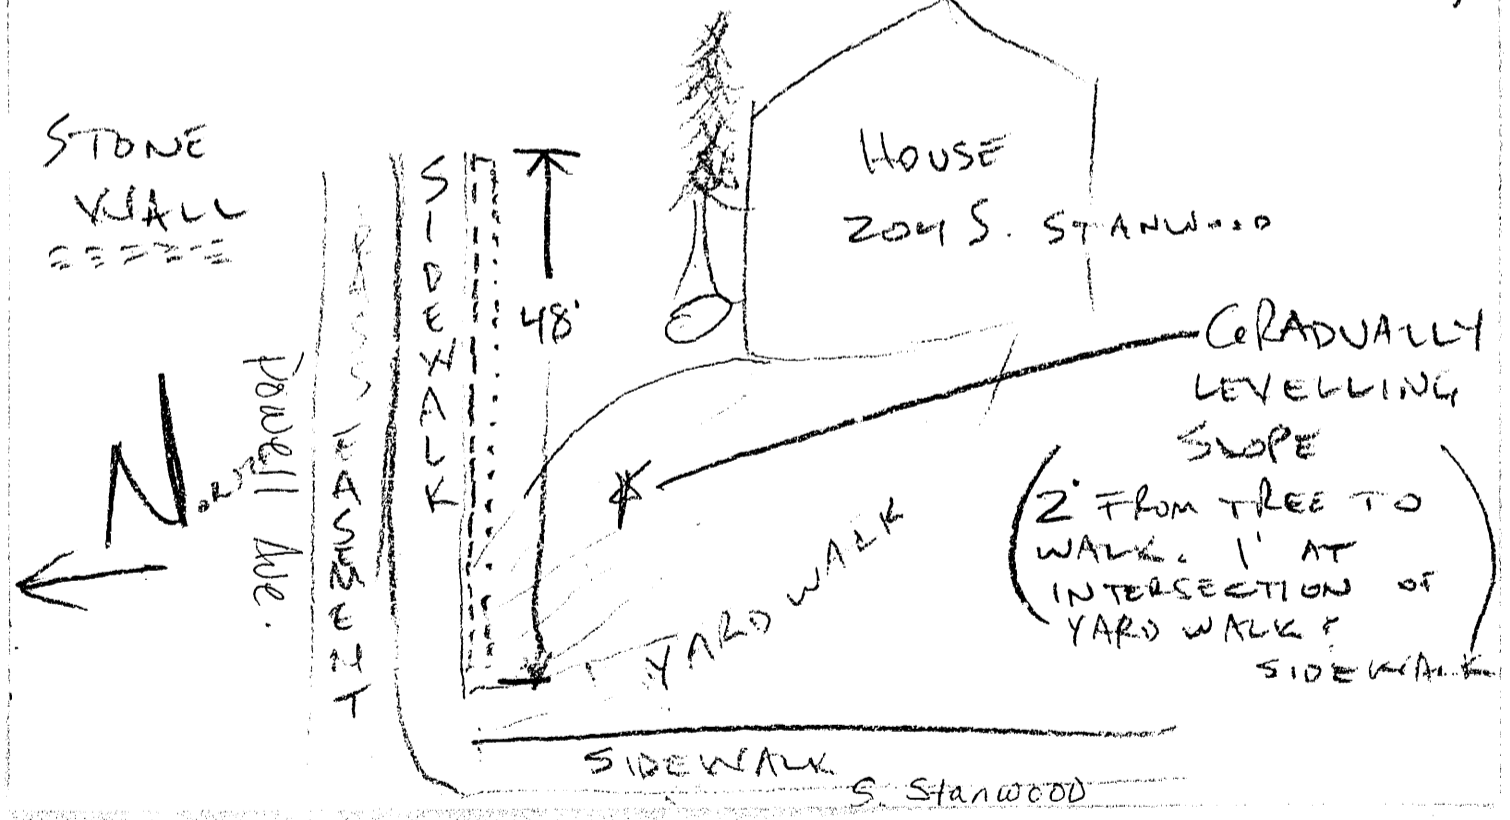 STONE
WALL
SIDEWALK
GRASS EASEMENT
Powell Ave.
N
48'
HOUSE
204 S. STANWOOD
GRADUALLY
LEVELLING
SLOPE
(2' FROM TREE TO
WALK. 1' AT
INTERSECTION OF
YARD WALK &
SIDEWALK)
YARD WALK
SIDEWALK
S. Stanwood